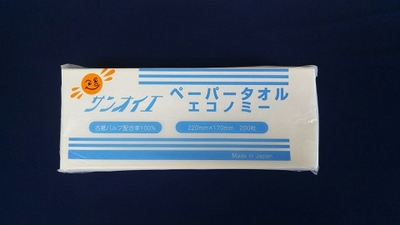 サンオイエ
ペーパータオル
エコノミー
古紙パルプ配合率100%
220mm×170mm 200枚
Made in Japan